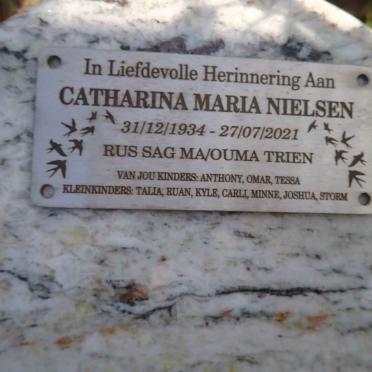 In Liefdevolle Herinnering Aan
CATHARINA MARIA NIELSEN
31/12/1934 - 27/07/2021
RUS SAG MA/OUMA TRIEN
VAN JOU KINDERS: ANTHONY, OMAR, TESSA
KLEINKINDERS: TALIA, RUAN, KYLE, CARLI, MINNE, JOSHUA, STORM